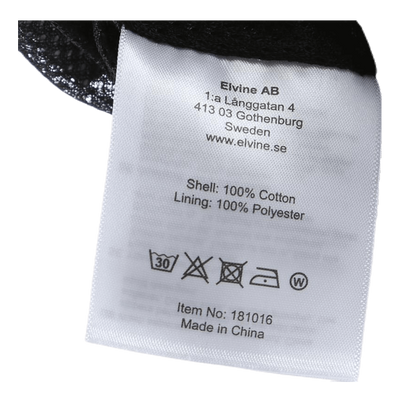 Elvine AB
1:a Långgatan 4
413 03 Gothenburg
Sweden
www.elvine.se
Shell: 100% Cotton
Lining: 100% Polyester
30
W
Item No: 181016
Made in China